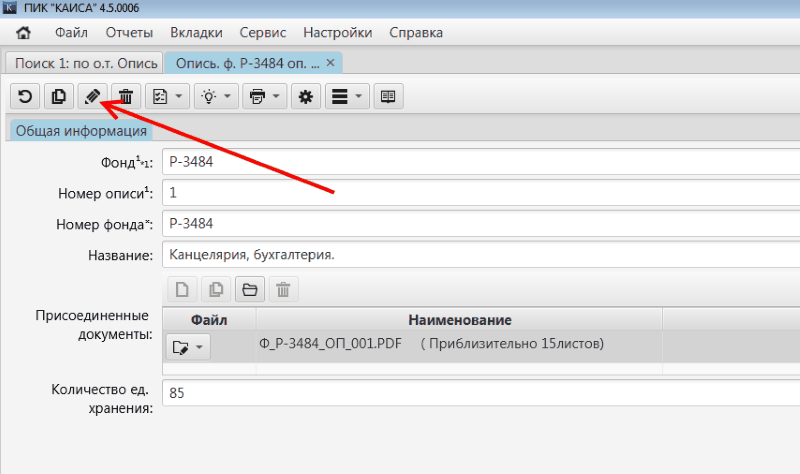 ПИК "КАИСА" 4.5.0006
Файл Отчеты Вкладки Сервис Настройки Справка
Поиск 1: по о.т. Опись Опись. ф. Р-3484 оп. ... ×
Общая информация
Фонд¹*¹: Р-3484
Номер описи¹: 1
Номер фонда*: Р-3484
Название: Канцелярия, бухгалтерия.
Файл Наименование
Присоединенные
документы:
Ф_Р-3484_ОП_001.PDF ( Приблизительно 15листов)
Количество ед.
хранения:
85